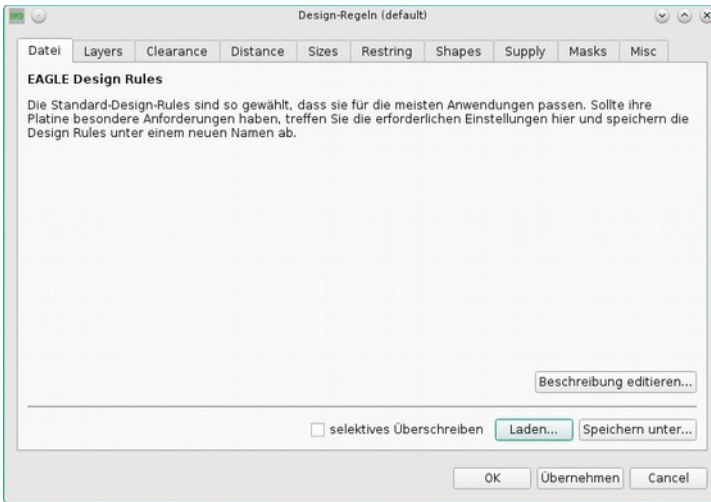 Design-Regeln (default)
Datei Layers Clearance Distance Sizes Restring Shapes Supply Masks Misc
EAGLE Design Rules
Die Standard-Design-Rules sind so gewählt, dass sie für die meisten Anwendungen passen. Sollte ihre
Platine besondere Anforderungen haben, treffen Sie die erforderlichen Einstellungen hier und speichern die
Design Rules unter einem neuen Namen ab.
Beschreibung editieren...
selektives Überschreiben Laden... Speichern unter...
OK Übernehmen Cancel